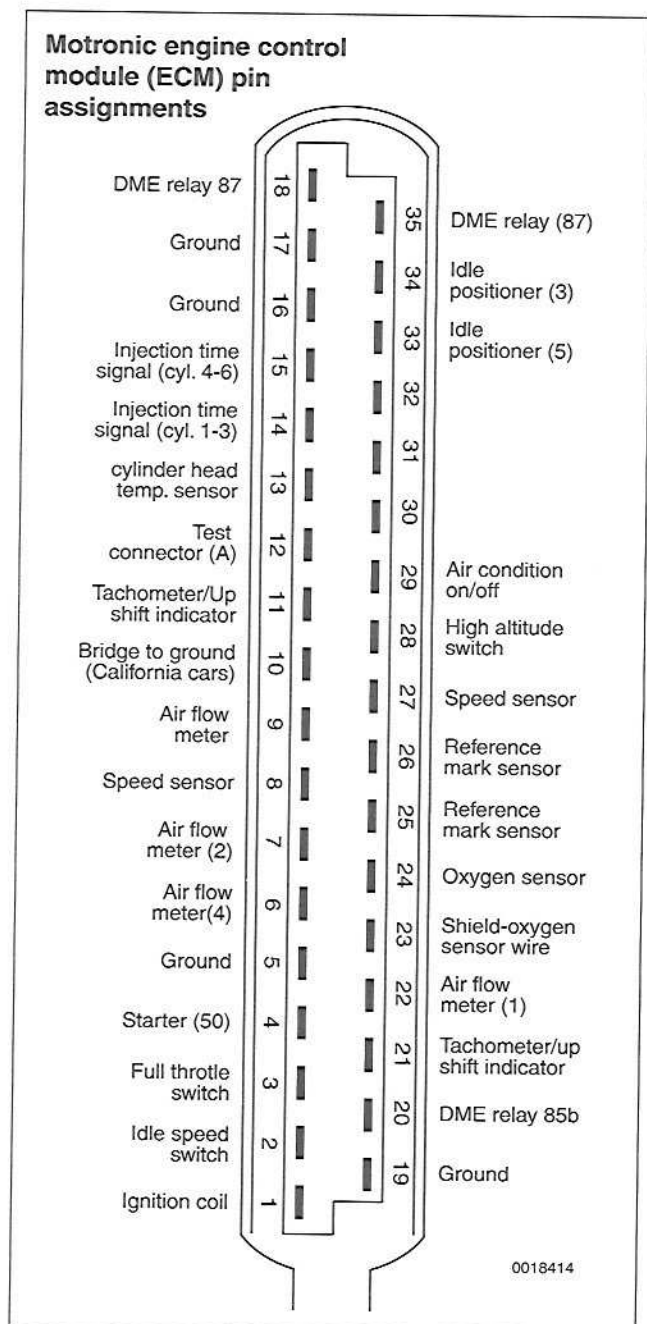 Motronic engine control
module (ECM) pin
assignments
DME relay 87
18
Ground
17
Ground
16
Injection time
signal (cyl. 4-6)
15
Injection time
signal (cyl. 1-3)
14
cylinder head
temp. sensor
13
Test
connector (A)
12
Tachometer/Up
shift indicator
11
Bridge to ground
(California cars)
10
Air flow
meter
9
Speed sensor
8
Air flow
meter (2)
7
Air flow
meter(4)
6
Ground
5
Starter (50)
4
Full throtle
switch
3
Idle speed
switch
2
Ignition coil
1
35
DME relay (87)
34
Idle
positioner (3)
33
Idle
positioner (5)
32
31
30
29
Air condition
on/off
28
High altitude
switch
27
Speed sensor
26
Reference
mark sensor
25
Reference
mark sensor
24
Oxygen sensor
23
Shield-oxygen
sensor wire
22
Air flow
meter (1)
21
Tachometer/up
shift indicator
20
DME relay 85b
19
Ground
0018414